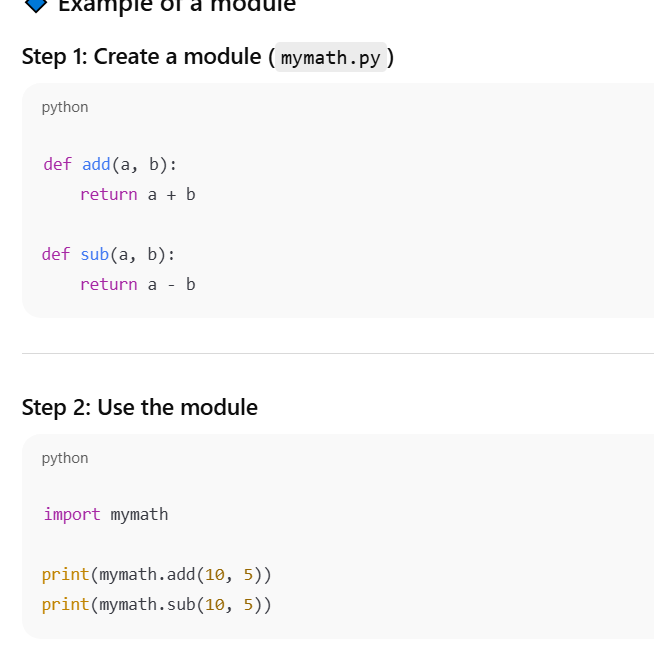 Example of a module
Step 1: Create a module (mymath.py)
python
def add(a, b):
    return a + b
def sub(a, b):
    return a - b
Step 2: Use the module
python
import mymath
print(mymath.add(10, 5))
print(mymath.sub(10, 5))